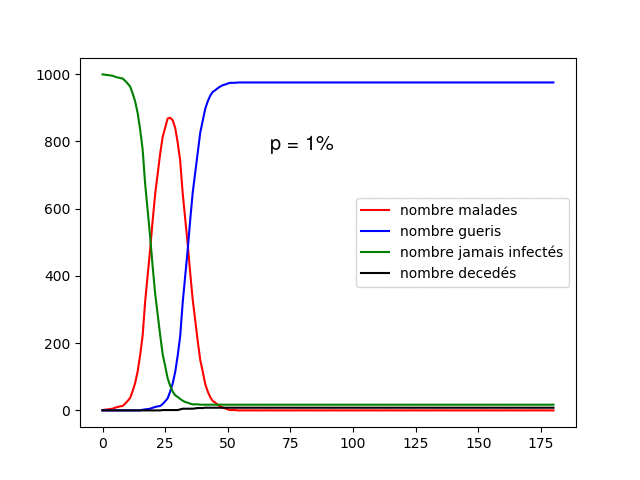 1000
800
600
400
200
0
p = 1%
nombre malades
nombre gueris
nombre jamais infectés
nombre decedés
0 25 50 75 100 125 150 175